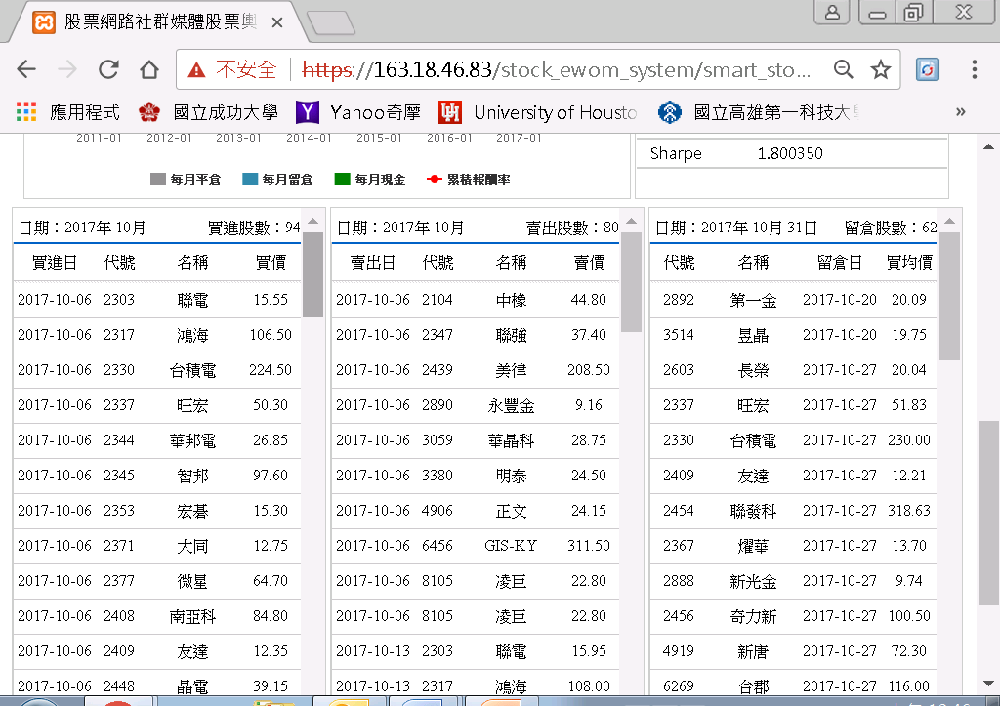 股票網路社群媒體股票輿
不安全 https://163.18.46.83/stock_ewom_system/smart_sto...
應用程式 國立成功大學 Yahoo奇摩 University of Housto 國立高雄第一科技大 »
2011-01 2012-01 2013-01 2014-01 2015-01 2016-01 2017-01
Sharpe 1.800350
每月平倉 每月留倉 每月現金 累積報酬率
日期：2017年 10月 買進股數：94
買進日 代號 名稱 買價
2017-10-06 2303 聯電 15.55
2017-10-06 2317 鴻海 106.50
2017-10-06 2330 台積電 224.50
2017-10-06 2337 旺宏 50.30
2017-10-06 2344 華邦電 26.85
2017-10-06 2345 智邦 97.60
2017-10-06 2353 宏碁 15.30
2017-10-06 2371 大同 12.75
2017-10-06 2377 微星 64.70
2017-10-06 2408 南亞科 84.80
2017-10-06 2409 友達 12.35
2017-10-06 2448 晶電 39.15
日期：2017年 10月 賣出股數：80
賣出日 代號 名稱 賣價
2017-10-06 2104 中橡 44.80
2017-10-06 2347 聯強 37.40
2017-10-06 2439 美律 208.50
2017-10-06 2890 永豐金 9.16
2017-10-06 3059 華晶科 28.75
2017-10-06 3380 明泰 24.50
2017-10-06 4906 正文 24.15
2017-10-06 6456 GIS-KY 311.50
2017-10-06 8105 凌巨 22.80
2017-10-06 8105 凌巨 22.80
2017-10-13 2303 聯電 15.95
2017-10-13 2317 鴻海 108.00
日期：2017年 10月 31日 留倉股數：62
代號 名稱 留倉日 買均價
2892 第一金 2017-10-20 20.09
3514 昱晶 2017-10-20 19.75
2603 長榮 2017-10-27 20.04
2337 旺宏 2017-10-27 51.83
2330 台積電 2017-10-27 230.00
2409 友達 2017-10-27 12.21
2454 聯發科 2017-10-27 318.63
2367 燿華 2017-10-27 13.70
2888 新光金 2017-10-27 9.74
2456 奇力新 2017-10-27 100.50
4919 新唐 2017-10-27 72.30
6269 台郡 2017-10-27 116.00